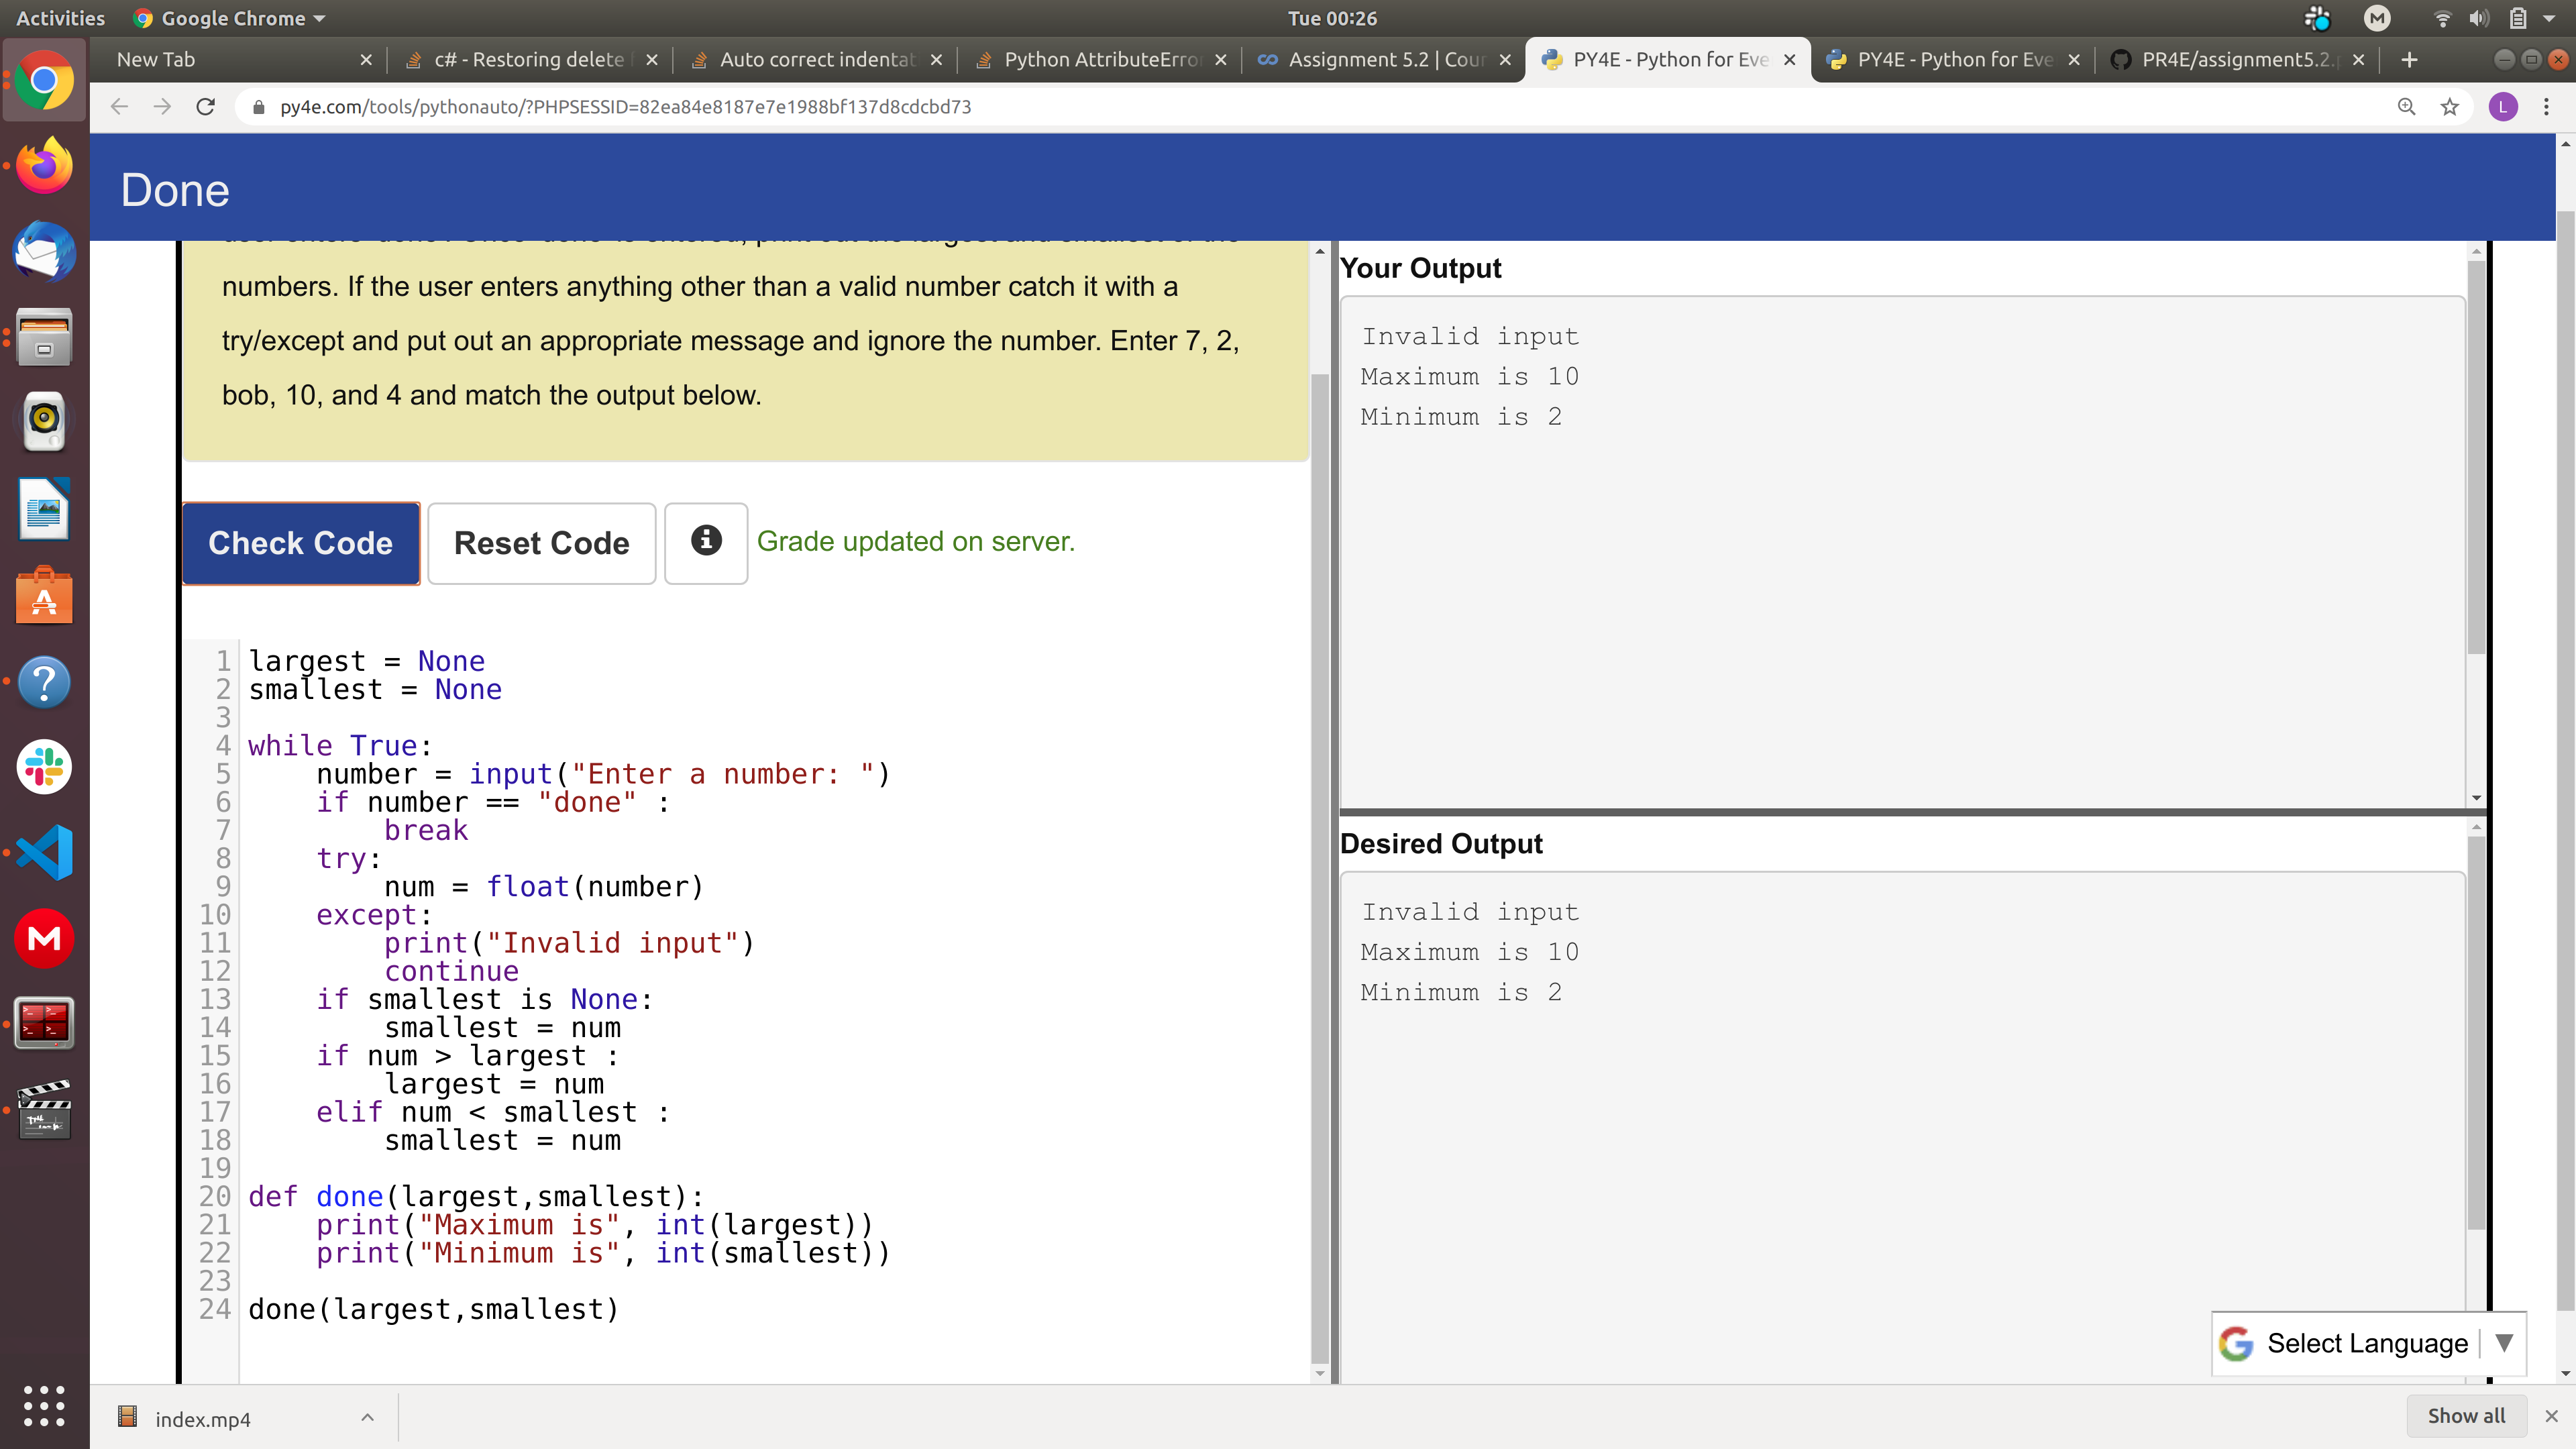 Activities
Google Chrome
Tue 00:26
New Tab
c# - Restoring delete
Auto correct indentat
Python AttributeErro
Assignment 5.2 | Cour
PY4E - Python for Eve
PY4E - Python for Eve
PR4E/assignment5.2.
py4e.com/tools/pythonauto/?PHPSESSID=82ea84e8187e7e1988bf137d8cdcbd73
L
Done
numbers. If the user enters anything other than a valid number catch it with a
try/except and put out an appropriate message and ignore the number. Enter 7, 2,
bob, 10, and 4 and match the output below.
Check Code
Reset Code
Grade updated on server.
1 largest = None
2 smallest = None
3
4 while True:
5     number = input("Enter a number: ")
6     if number == "done" :
7         break
8     try:
9         num = float(number)
10     except:
11         print("Invalid input")
12         continue
13     if smallest is None:
14         smallest = num
15     if num > largest :
16         largest = num
17     elif num < smallest :
18         smallest = num
19
20 def done(largest,smallest):
21     print("Maximum is", int(largest))
22     print("Minimum is", int(smallest))
23
24 done(largest,smallest)
Your Output
Invalid input
Maximum is 10
Minimum is 2
Desired Output
Invalid input
Maximum is 10
Minimum is 2
Select Language
index.mp4
Show all